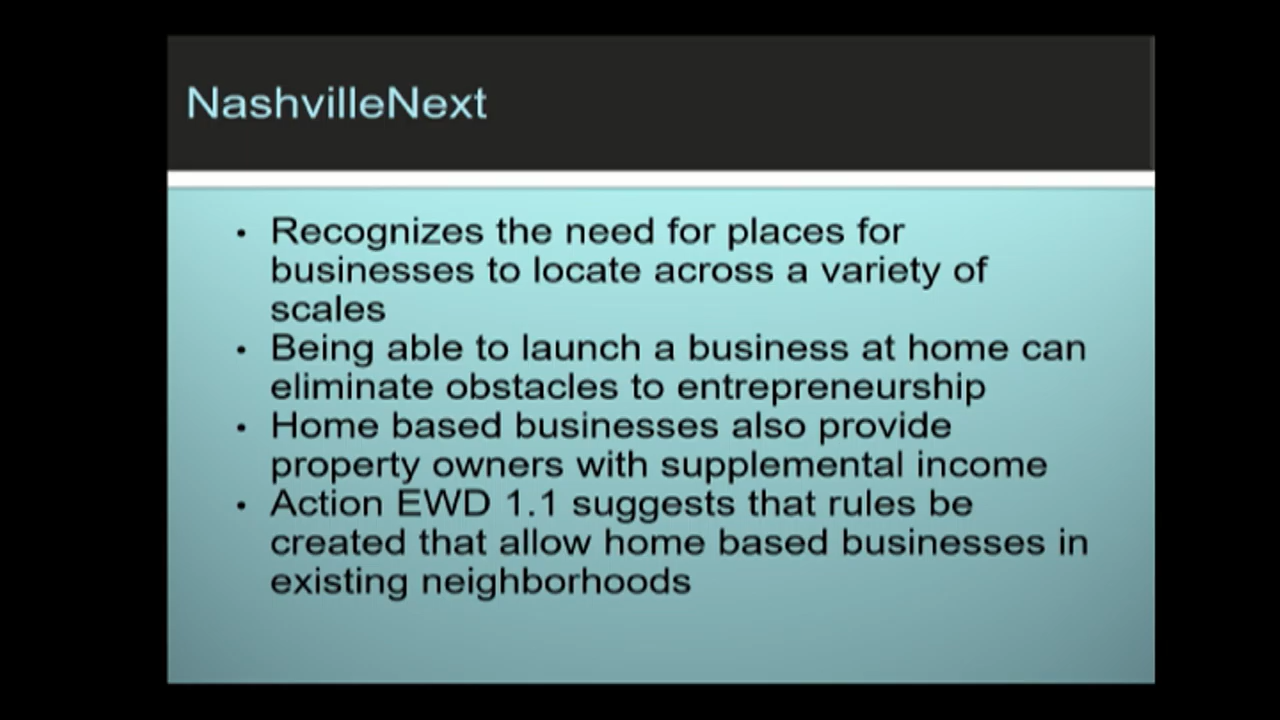 NashvilleNext
• Recognizes the need for places for
businesses to locate across a variety of
scales
• Being able to launch a business at home can
eliminate obstacles to entrepreneurship
• Home based businesses also provide
property owners with supplemental income
• Action EWD 1.1 suggests that rules be
created that allow home based businesses in
existing neighborhoods